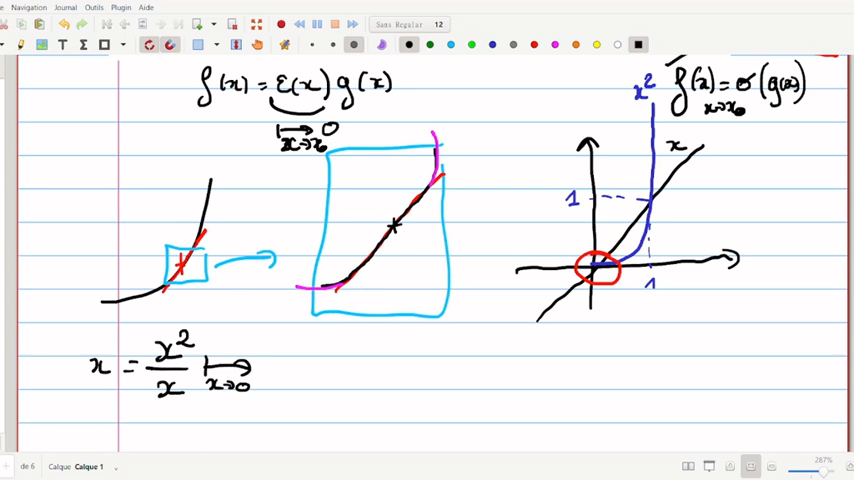 Navigation Journal Outils Plugin Aide
Sans Regular 12
f(x) = ε(x) g(x)
x→x₀ 0
f(x) = o(g(x))
x→x₀
x²
x
1
1
x = x²/x ↦
x→0
de 6 Calque Calque 1 287%